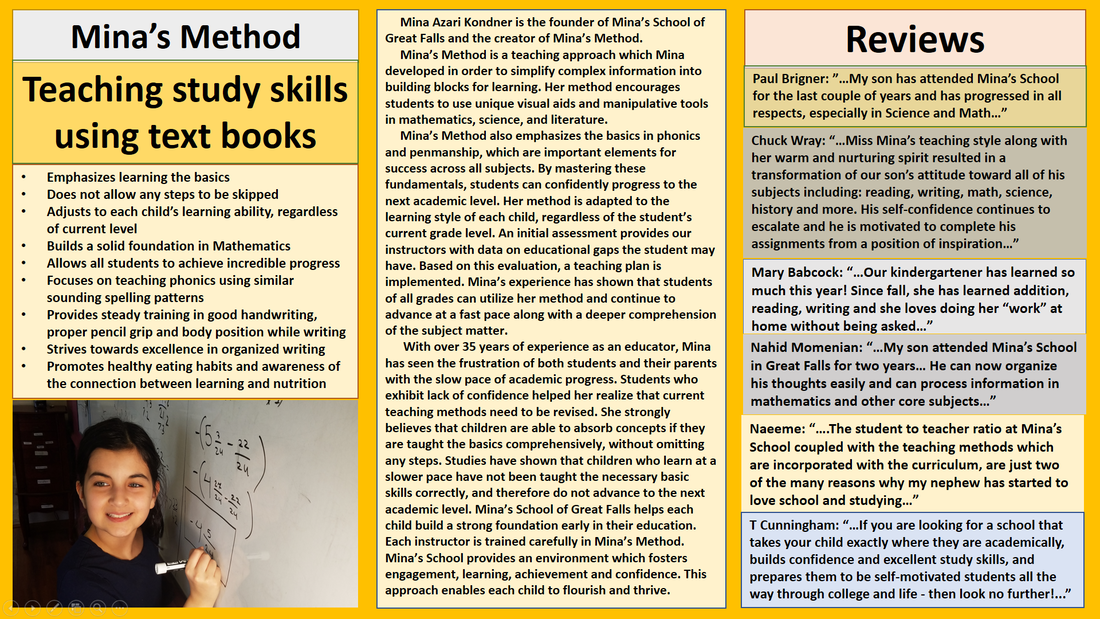 Mina's Method
Teaching study skills
using text books
• Emphasizes learning the basics
• Does not allow any steps to be skipped
• Adjusts to each child's learning ability, regardless
of current level
• Builds a solid foundation in Mathematics
• Allows all students to achieve incredible progress
• Focuses on teaching phonics using similar
sounding spelling patterns
• Provides steady training in good handwriting,
proper pencil grip and body position while writing
• Strives towards excellence in organized writing
• Promotes healthy eating habits and awareness of
the connection between learning and nutrition
-(5 3/24 - 22/24)
-(4
Mina Azari Kondner is the founder of Mina's School of
Great Falls and the creator of Mina's Method.
Mina's Method is a teaching approach which Mina
developed in order to simplify complex information into
building blocks for learning. Her method encourages
students to use unique visual aids and manipulative tools
in mathematics, science, and literature.
Mina's Method also emphasizes the basics in phonics
and penmanship, which are important elements for
success across all subjects. By mastering these
fundamentals, students can confidently progress to the
next academic level. Her method is adapted to the
learning style of each child, regardless of the student's
current grade level. An initial assessment provides our
instructors with data on educational gaps the student may
have. Based on this evaluation, a teaching plan is
implemented. Mina's experience has shown that students
of all grades can utilize her method and continue to
advance at a fast pace along with a deeper comprehension
of the subject matter.
With over 35 years of experience as an educator, Mina
has seen the frustration of both students and their parents
with the slow pace of academic progress. Students who
exhibit lack of confidence helped her realize that current
teaching methods need to be revised. She strongly
believes that children are able to absorb concepts if they
are taught the basics comprehensively, without omitting
any steps. Studies have shown that children who learn at a
slower pace have not been taught the necessary basic
skills correctly, and therefore do not advance to the next
academic level. Mina's School of Great Falls helps each
child build a strong foundation early in their education.
Each instructor is trained carefully in Mina's Method.
Mina's School provides an environment which fosters
engagement, learning, achievement and confidence. This
approach enables each child to flourish and thrive.
Reviews
Paul Brigner: "…My son has attended Mina's School
for the last couple of years and has progressed in all
respects, especially in Science and Math…"
Chuck Wray: "…Miss Mina's teaching style along with
her warm and nurturing spirit resulted in a
transformation of our son's attitude toward all of his
subjects including: reading, writing, math, science,
history and more. His self-confidence continues to
escalate and he is motivated to complete his
assignments from a position of inspiration…"
Mary Babcock: "…Our kindergartener has learned so
much this year! Since fall, she has learned addition,
reading, writing and she loves doing her "work" at
home without being asked…"
Nahid Momenian: "…My son attended Mina's School
in Great Falls for two years… He can now organize
his thoughts easily and can process information in
mathematics and other core subjects…"
Naeeme: "….The student to teacher ratio at Mina's
School coupled with the teaching methods which
are incorporated with the curriculum, are just two
of the many reasons why my nephew has started to
love school and studying…"
T Cunningham: "…If you are looking for a school that
takes your child exactly where they are academically,
builds confidence and excellent study skills, and
prepares them to be self-motivated students all the
way through college and life - then look no further!..."